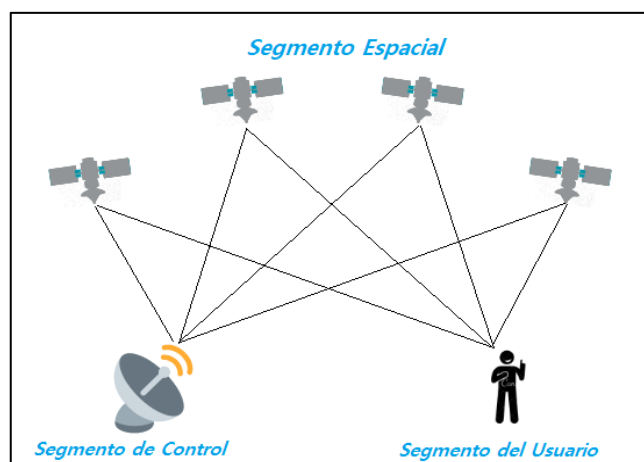 Segmento Espacial
Segmento de Control
Segmento del Usuario